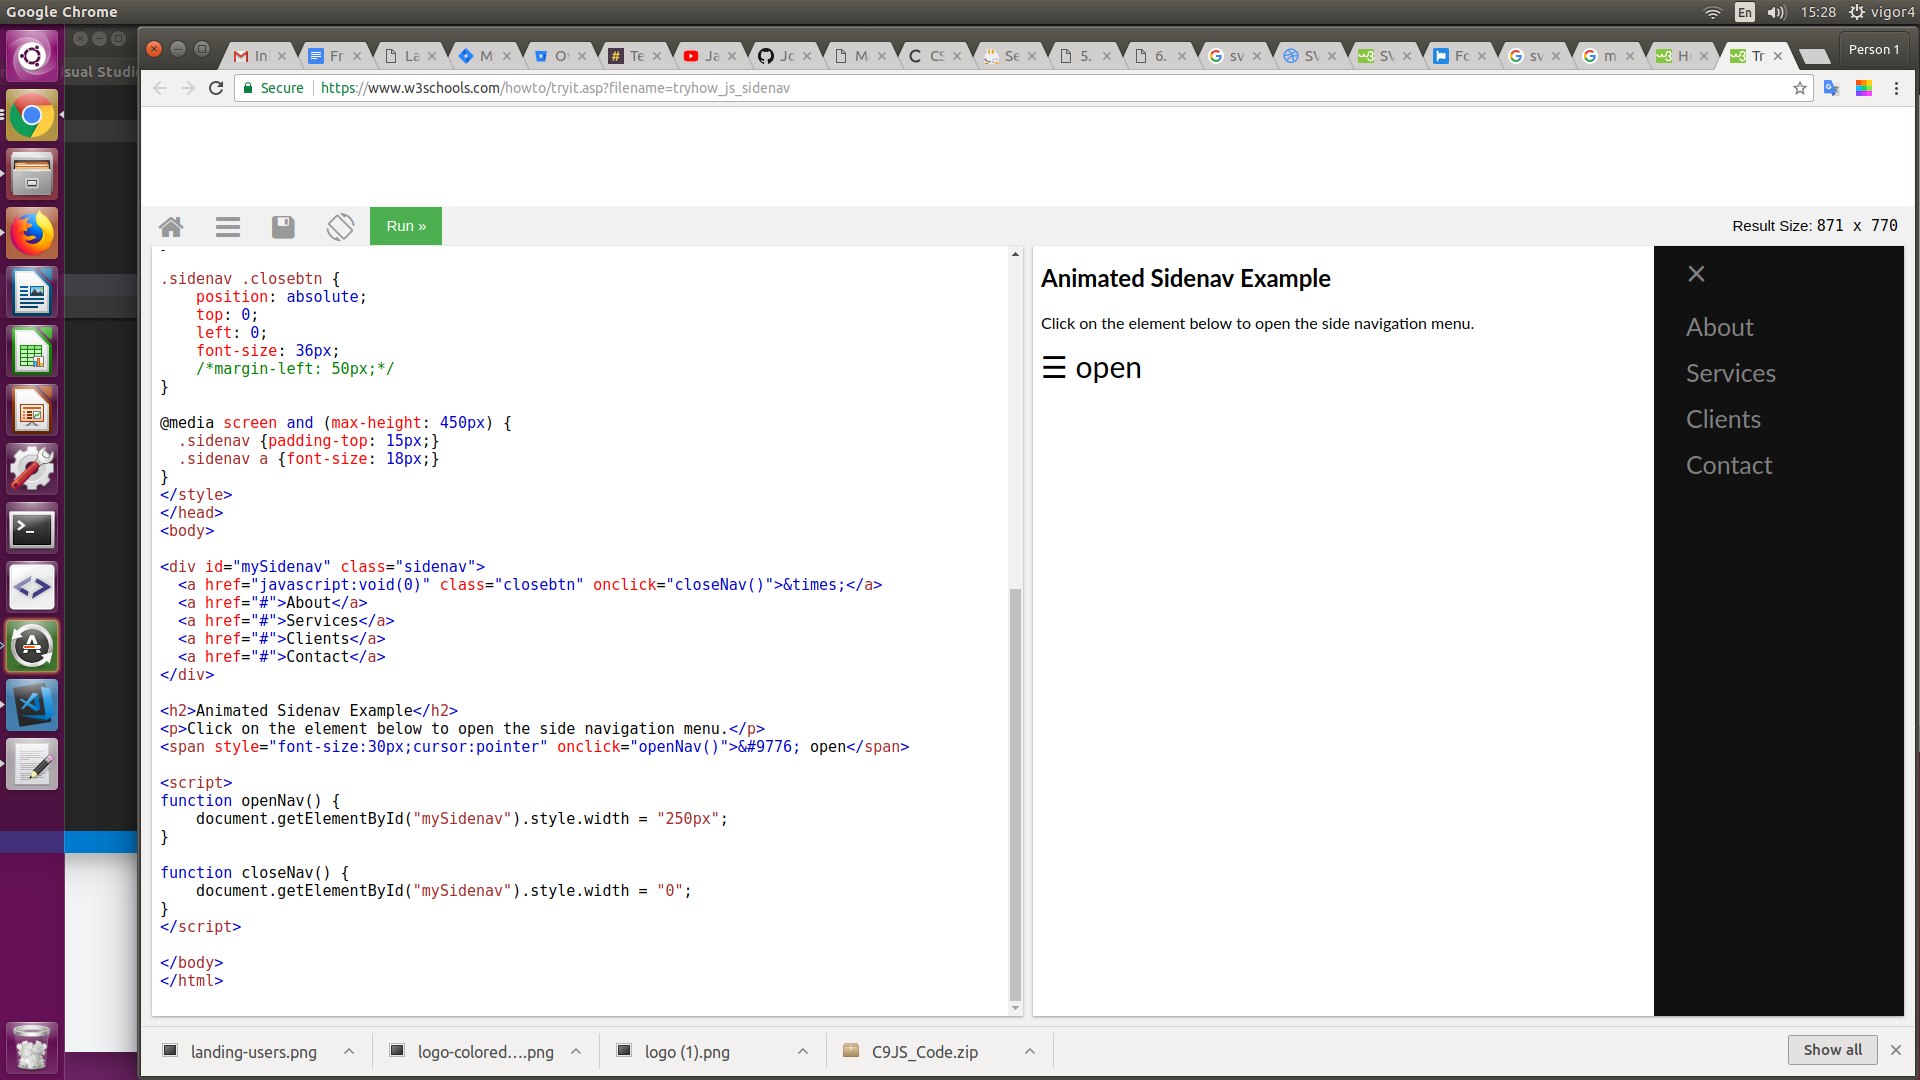 Google Chrome
En
15:28
vigor4
isual Studi
In
Fr
La
My
O
Te
Ja
Jo
M
CS
Se
5.
6.
sv
SV
SV
Fo
sv
m
H
Tr
Person 1
Secure
https://www.w3schools.com/howto/tryit.asp?filename=tryhow_js_sidenav
Run »
Result Size: 871 x 770
.sidenav .closebtn {
    position: absolute;
    top: 0;
    left: 0;
    font-size: 36px;
    /*margin-left: 50px;*/
}
@media screen and (max-height: 450px) {
  .sidenav {padding-top: 15px;}
  .sidenav a {font-size: 18px;}
}
</style>
</head>
<body>
<div id="mySidenav" class="sidenav">
  <a href="javascript:void(0)" class="closebtn" onclick="closeNav()">&times;</a>
  <a href="#">About</a>
  <a href="#">Services</a>
  <a href="#">Clients</a>
  <a href="#">Contact</a>
</div>
<h2>Animated Sidenav Example</h2>
<p>Click on the element below to open the side navigation menu.</p>
<span style="font-size:30px;cursor:pointer" onclick="openNav()">&#9776; open</span>
<script>
function openNav() {
    document.getElementById("mySidenav").style.width = "250px";
}
function closeNav() {
    document.getElementById("mySidenav").style.width = "0";
}
</script>
</body>
</html>
Animated Sidenav Example
Click on the element below to open the side navigation menu.
☰ open
×
About
Services
Clients
Contact
landing-users.png
logo-colored....png
logo (1).png
C9JS_Code.zip
Show all